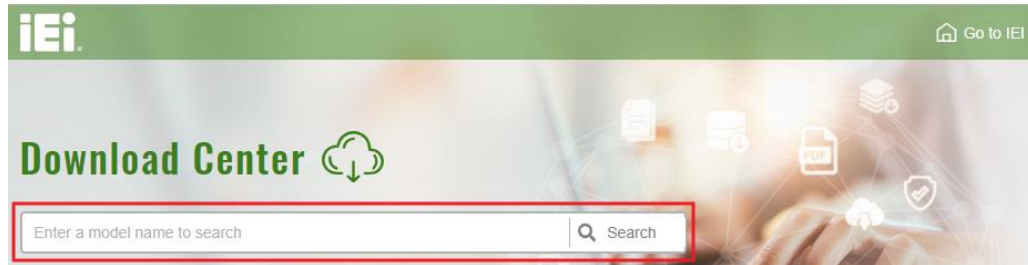 iEi.
Go to IEI
Download Center
PDF
Enter a model name to search
Search